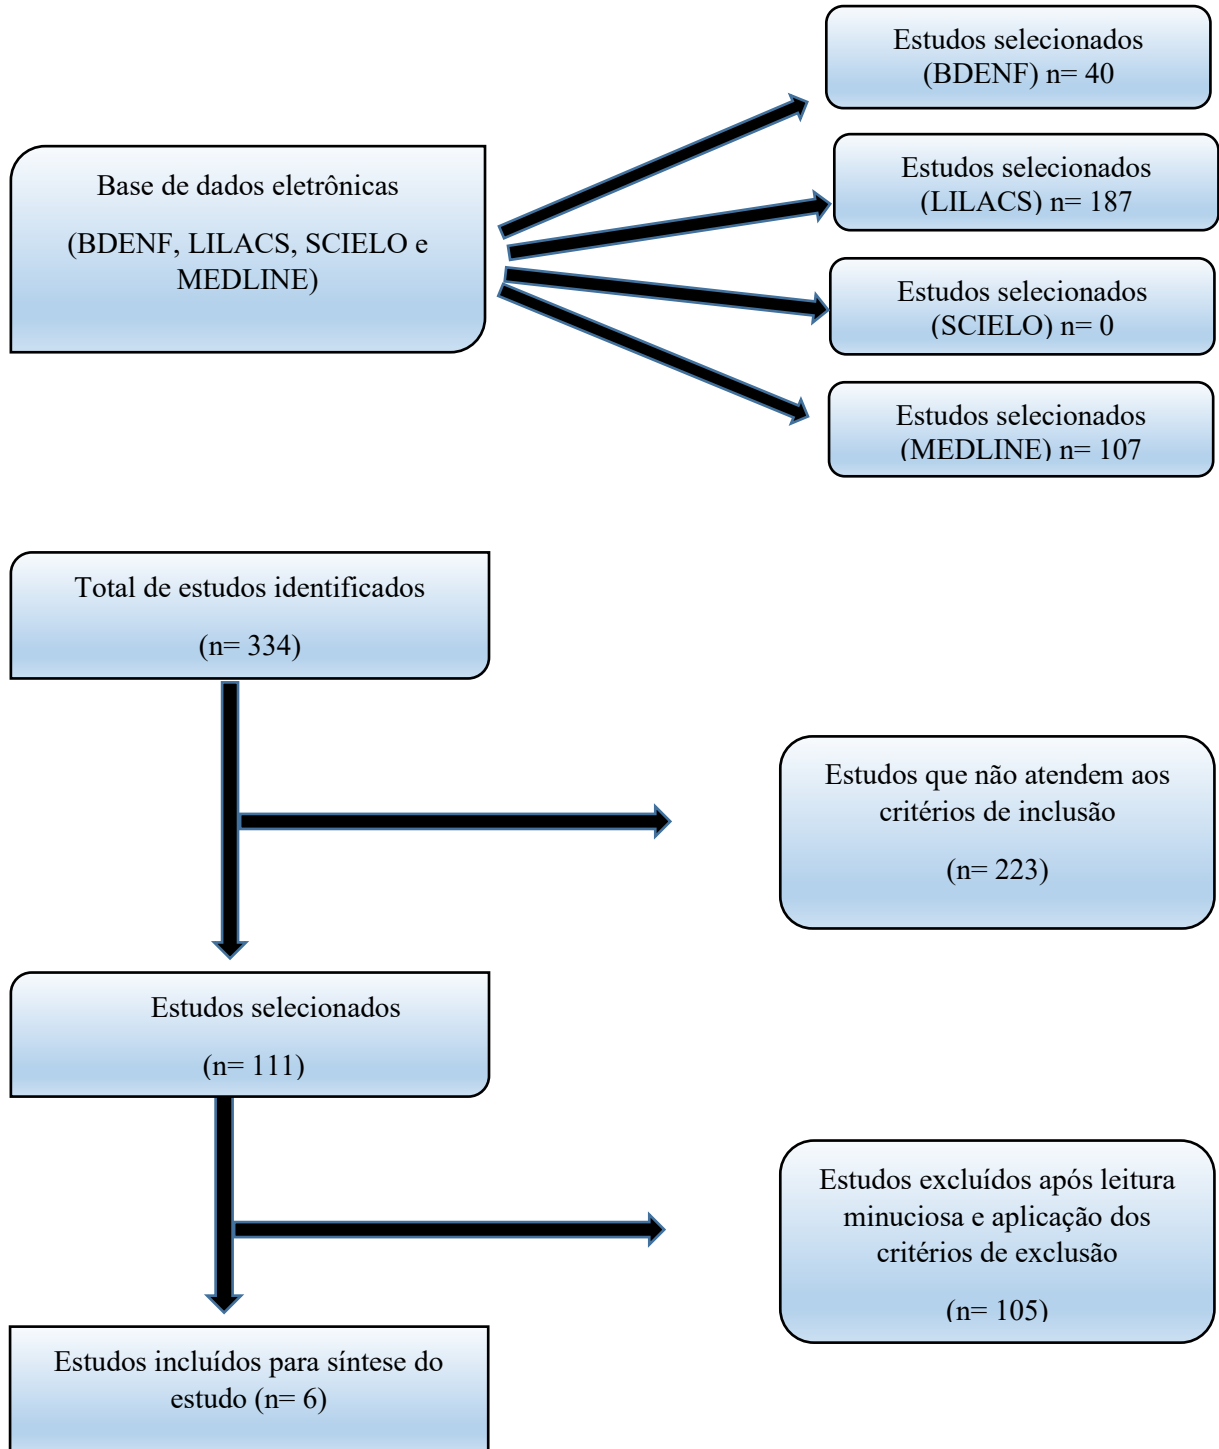 Base de dados eletrônicas
(BDENF, LILACS, SCIELO e
MEDLINE)
Estudos selecionados
(BDENF) n= 40
Estudos selecionados
(LILACS) n= 187
Estudos selecionados
(SCIELO) n= 0
Estudos selecionados
(MEDLINE) n= 107
Total de estudos identificados
(n= 334)
Estudos que não atendem aos
critérios de inclusão
(n= 223)
Estudos selecionados
(n= 111)
Estudos excluídos após leitura
minuciosa e aplicação dos
critérios de exclusão
(n= 105)
Estudos incluídos para síntese do
estudo (n= 6)